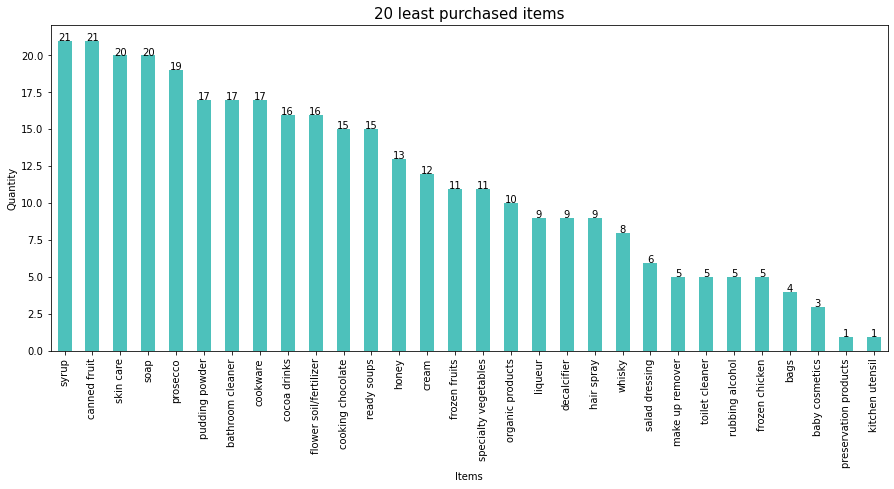 20 least purchased items
Quantity
20.0
17.5
15.0
12.5
10.0
7.5
5.0
2.5
0.0
21
21
20
20
19
17
17
17
16
16
15
15
13
12
11
11
10
9
9
9
8
6
5
5
5
5
4
3
1
1
syrup
canned fruit
skin care
soap
prosecco
pudding powder
bathroom cleaner
cookware
cocoa drinks
flower soil/fertilizer
cooking chocolate
ready soups
honey
cream
frozen fruits
specialty vegetables
organic products
liqueur
decalcifier
hair spray
whisky
salad dressing
make up remover
toilet cleaner
rubbing alcohol
frozen chicken
bags
baby cosmetics
preservation products
kitchen utensil
Items